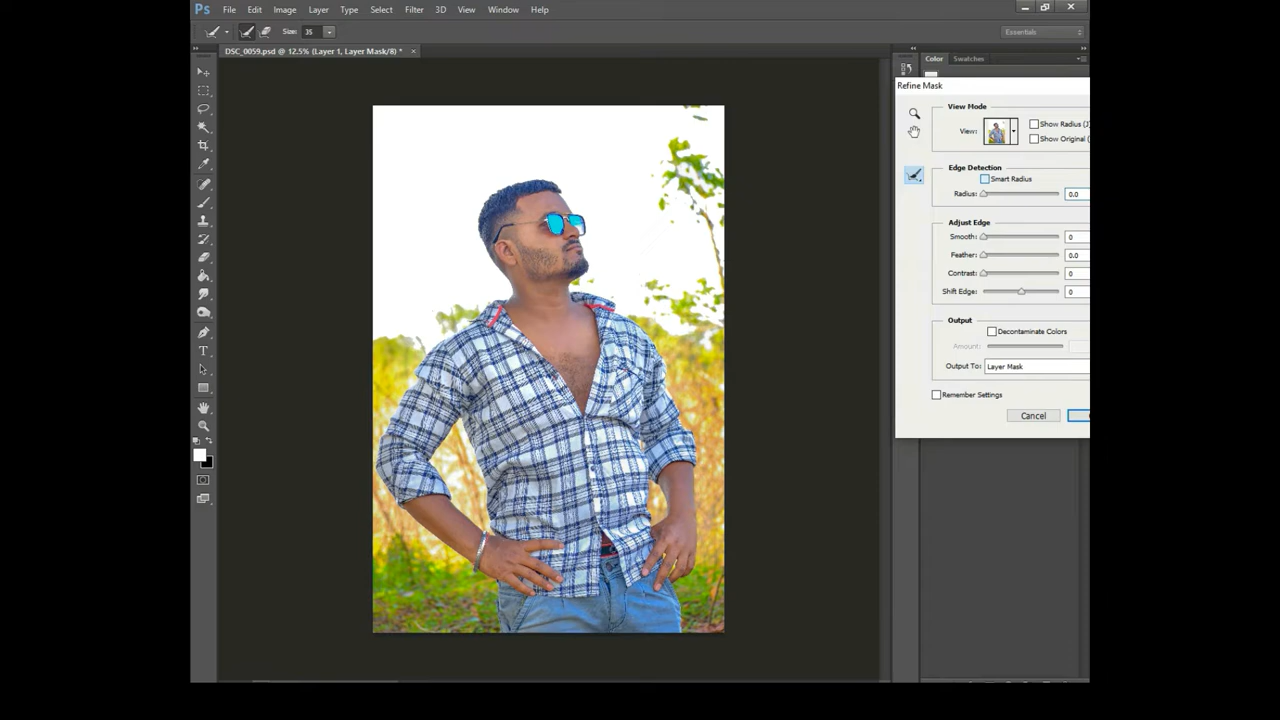 Ps File Edit Image Layer Type Select Filter 3D View Window Help
Size: 35
Essentials
DSC_0059.psd @ 12.5% (Layer 1, Layer Mask/8) * ×
Color Swatches
Refine Mask
View Mode
View:
Show Radius (J)
Show Original (
Edge Detection
Smart Radius
Radius: 0.0
Adjust Edge
Smooth: 0
Feather: 0.0
Contrast: 0
Shift Edge: 0
Output
Decontaminate Colors
Amount:
Output To: Layer Mask
Remember Settings
Cancel